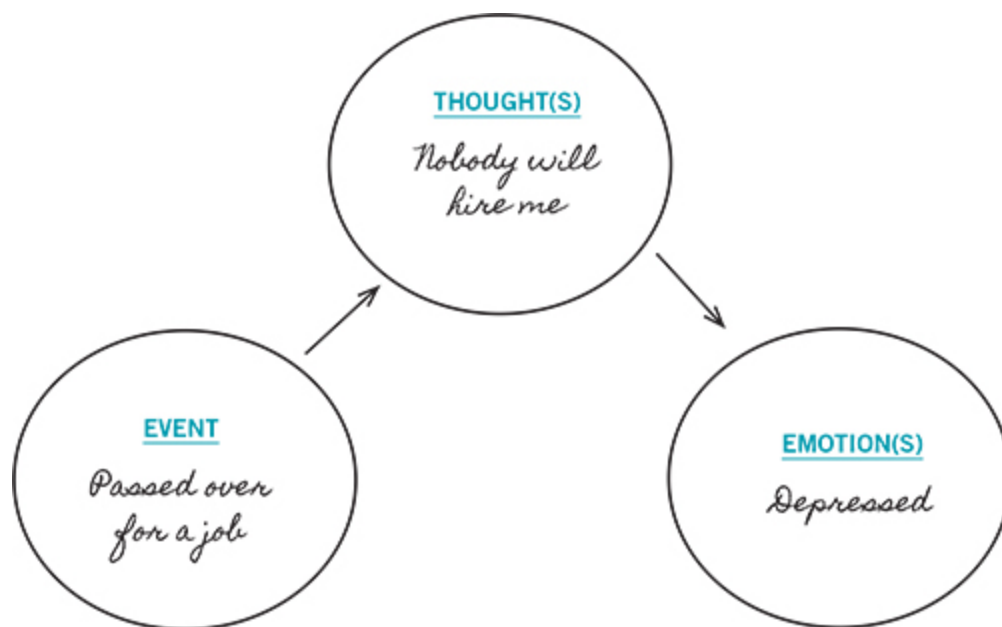 THOUGHT(S)
Nobody will
hire me
EVENT
Passed over
for a job
EMOTION(S)
Depressed